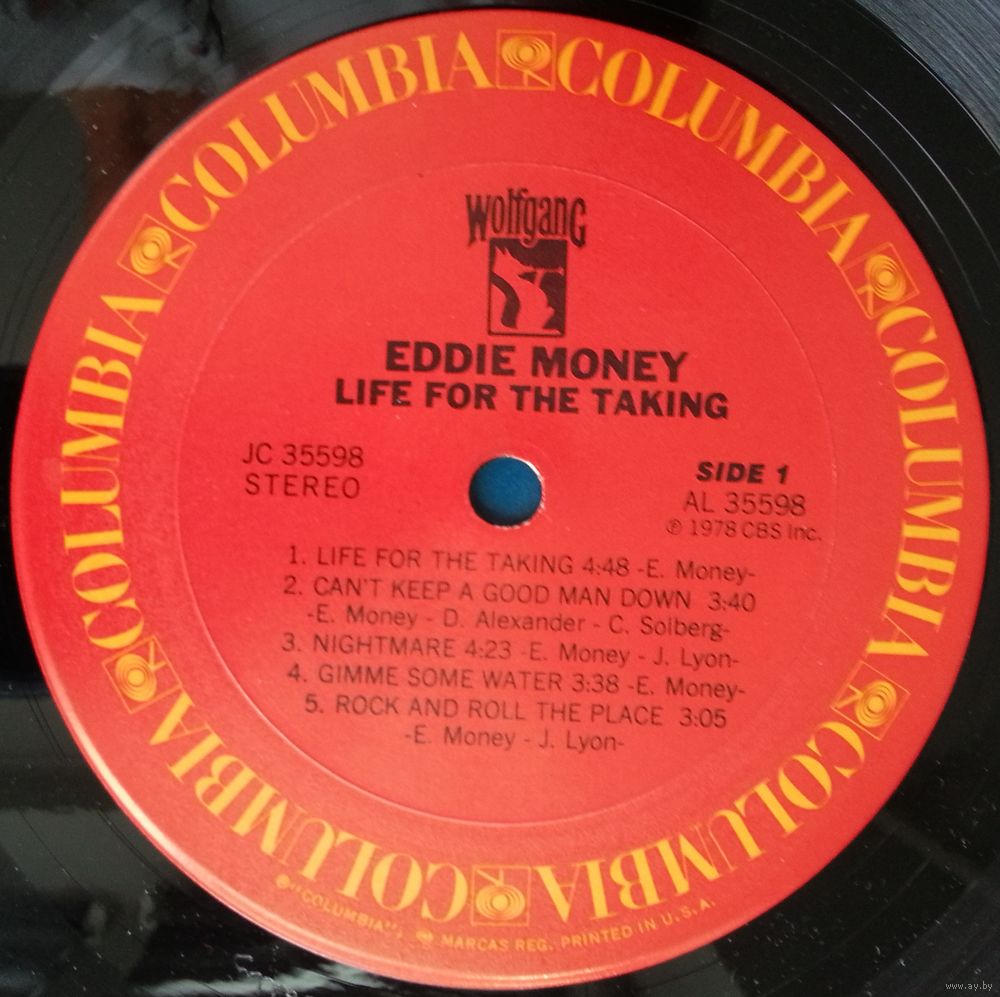 COLUMBIA COLUMBIA COLUMBIA COLUMBIA COLUMBIA COLUMBIA
Wolfgang
EDDIE MONEY
LIFE FOR THE TAKING
JC 35598
STEREO
SIDE 1
AL 35598
℗ 1978 CBS Inc.
1. LIFE FOR THE TAKING 4:48 -E. Money-
2. CAN'T KEEP A GOOD MAN DOWN 3:40
-E. Money - D. Alexander - C. Solberg-
3. NIGHTMARE 4:23 -E. Money - J. Lyon-
4. GIMME SOME WATER 3:38 -E. Money-
5. ROCK AND ROLL THE PLACE 3:05
-E. Money - J. Lyon-
® "COLUMBIA", MARCAS REG. PRINTED IN U.S.A.
www.ay.by